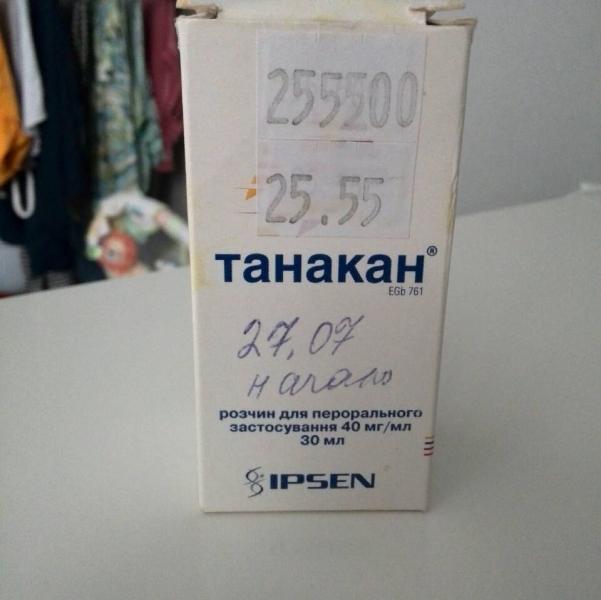 255500
25.55
танакан®
EGb 761
27,07
начало
розчин для перорального
застосування 40 мг/мл
30 мл
IPSEN